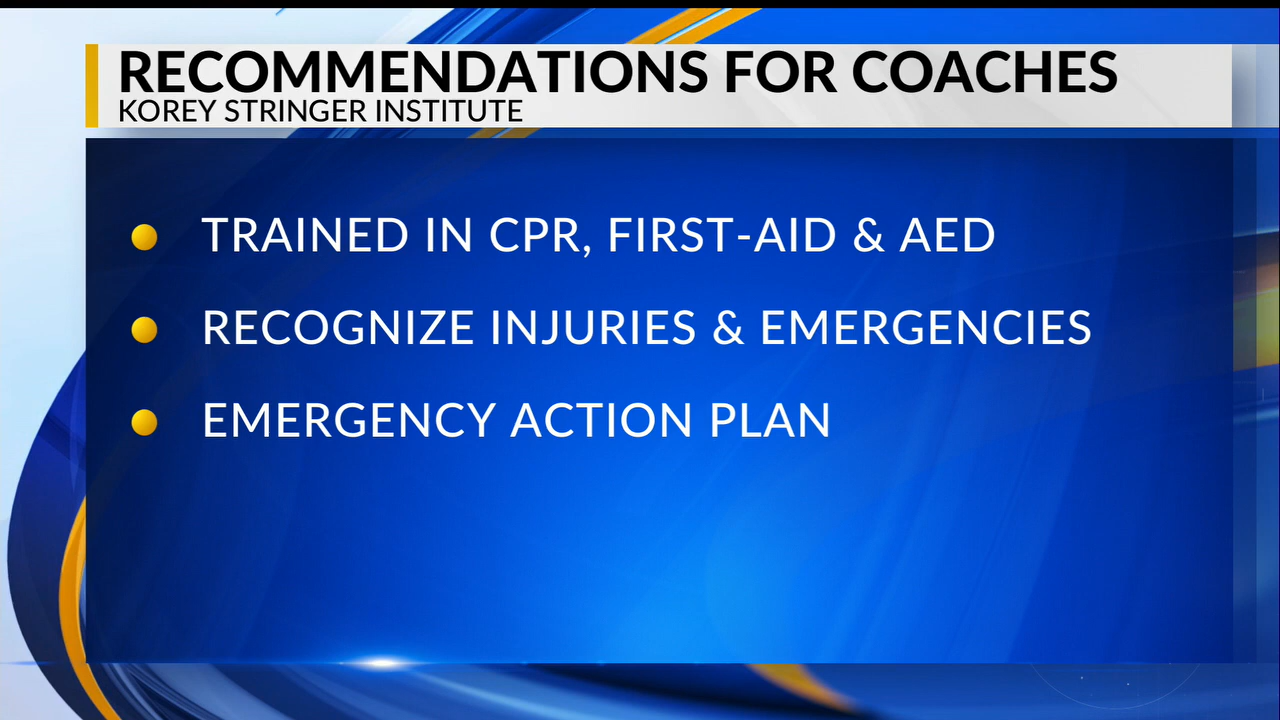 RECOMMENDATIONS FOR COACHES
KOREY STRINGER INSTITUTE
TRAINED IN CPR, FIRST-AID & AED
RECOGNIZE INJURIES & EMERGENCIES
EMERGENCY ACTION PLAN